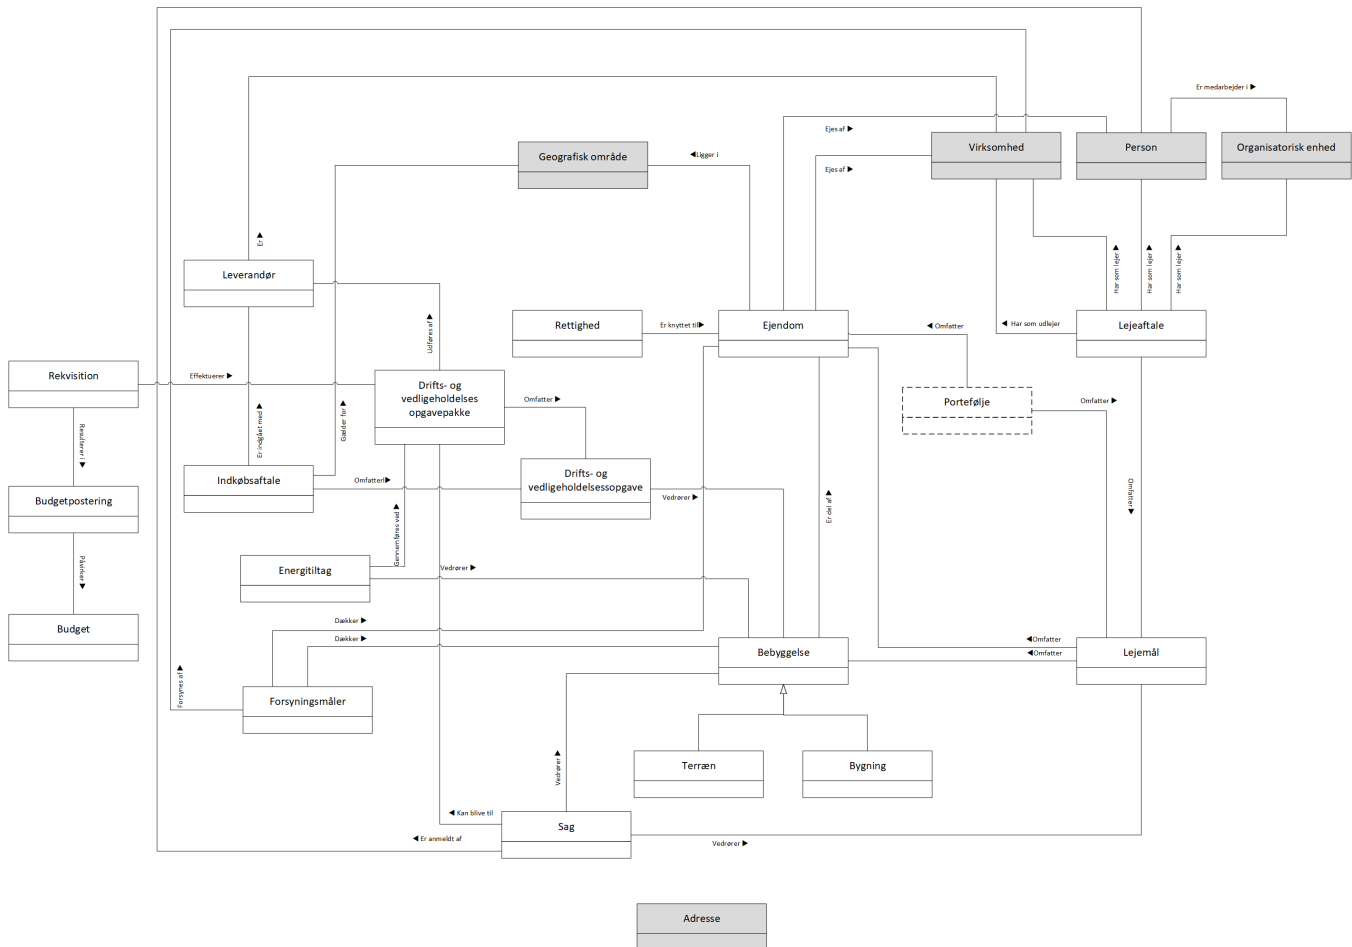 Er medarbejder i ►
Ejes af ►
Virksomhed
Person
Organisatorisk enhed
Geografisk område
◄Ligger i
Ejes af ►
Er ►
Leverandør
Har som lejer ►
Har som lejer ►
Har som lejer ►
Rettighed
Er knyttet til►
Ejendom
◄ Omfatter
◄ Har som udlejer
Lejeaftale
Udføres af ►
Rekvisition
Effektuerer ►
Drifts- og
vedligeholdelses
opgavepakke
Omfatter ►
Portefølje
Omfatter ►
Resulterer i ►
Er indgået med ►
Gælder for ►
Indkøbsaftale
Omfatterl►
Drifts- og
vedligeholdelsessopgave
Vedrører ►
Er del af ►
Omfatter ►
Budgetpostering
Gennemføres ved ►
Påvirker ►
Energitiltag
Vedrører ►
Budget
Dækker ►
Dækker ►
Bebyggelse
◄Omfatter
◄Omfatter
Lejemål
Forsynes af ►
Forsyningsmåler
Vedrører ►
Terræn
Bygning
◄ Kan blive til
Sag
◄ Er anmeldt af
Vedrører ►
Adresse